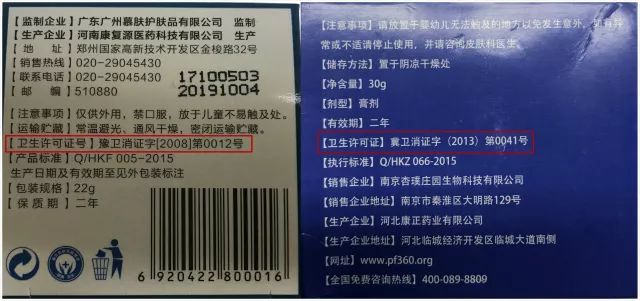 监制企业 / 广东广州慕肤护肤品有限公司 监制
生产企业 / 河南康复源医药科技有限公司 生产
地 址 / 郑州国家高新技术开发区金梭路32号
销售热线 / 020-29045430
联系电话 / 020-29045430 17100503
邮 编 / 510880 20191004
【注意事项】仅供外用,禁口服,放于儿童不易触及处。
【运输贮藏】常温避光、通风干燥,密闭运输贮藏。
【卫生许可证号】豫卫消证字[2008]第0012号
【产品标准】Q/HKF 005-2015
生产日期及有效期至见外包装标注
【包装规格】22g
【保 质 期】二年
6 920422 800016
【注意事项】请放置于婴幼儿无法触及的地方以免发生意外,如有异
常或不适请停止使用,并请咨询皮肤科医生。
【储存方法】置于阴凉干燥处
【净含量】30g
【剂型】膏剂
【有效期】二年
【卫生许可证】冀卫消证字(2013)第0041号
【执行标准】Q/HKZ 066-2015
【销售企业】南京杏璞庄园生物科技有限公司
【销售企业地址】南京市秦淮区大明路129号
【生产企业】河北康正药业有限公司
【生产企业地址】河北临城经济开发区临城大道南侧
【网址】www.pf360.org
【全国免费咨询热线】400-089-8809